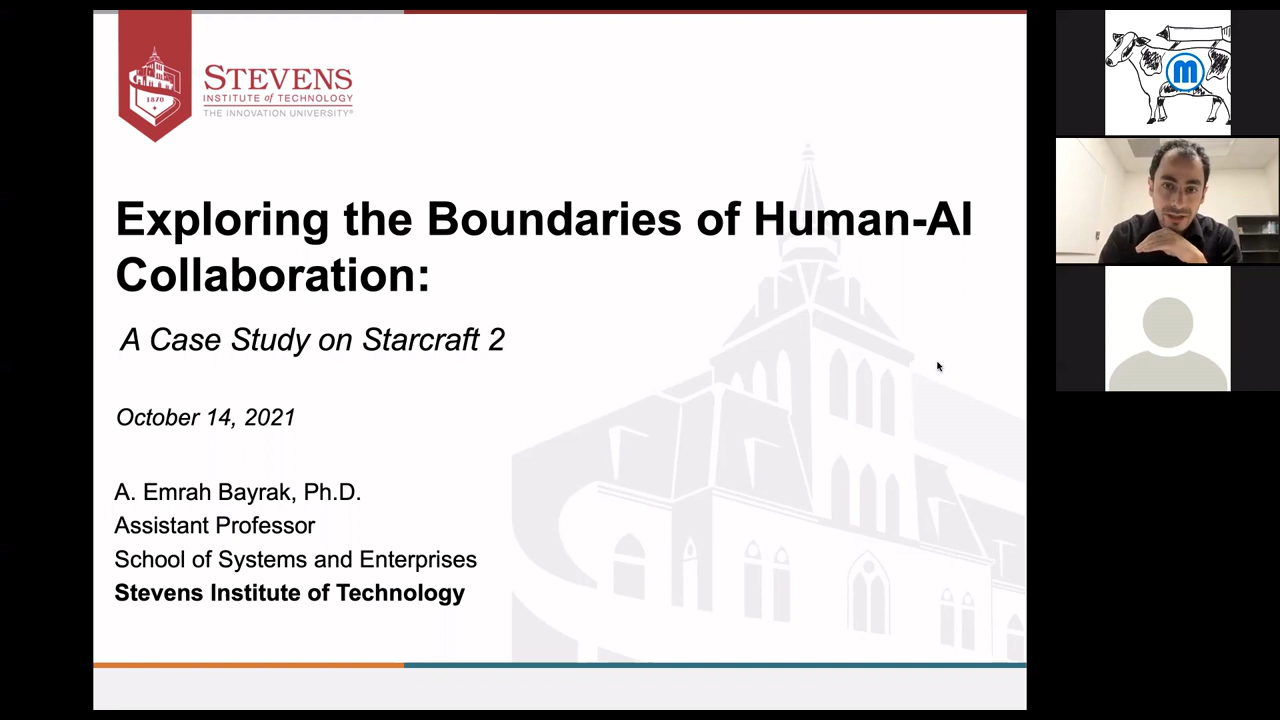 1870
STEVENS
INSTITUTE of TECHNOLOGY
THE INNOVATION UNIVERSITY®
Exploring the Boundaries of Human-AI
Collaboration:
A Case Study on Starcraft 2
October 14, 2021
A. Emrah Bayrak, Ph.D.
Assistant Professor
School of Systems and Enterprises
Stevens Institute of Technology
m